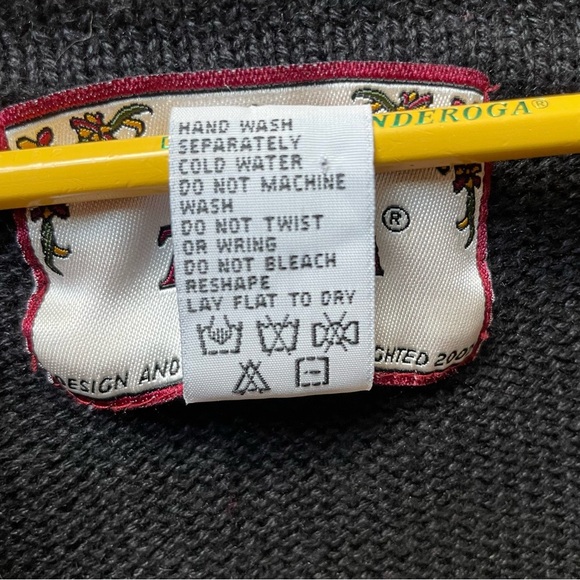 NDEROGA®
HAND WASH
SEPARATELY
COLD WATER
DO NOT MACHINE
WASH
DO NOT TWIST
OR WRING
DO NOT BLEACH
RESHAPE
LAY FLAT TO DRY
®
DESIGN AND
GHTED 200